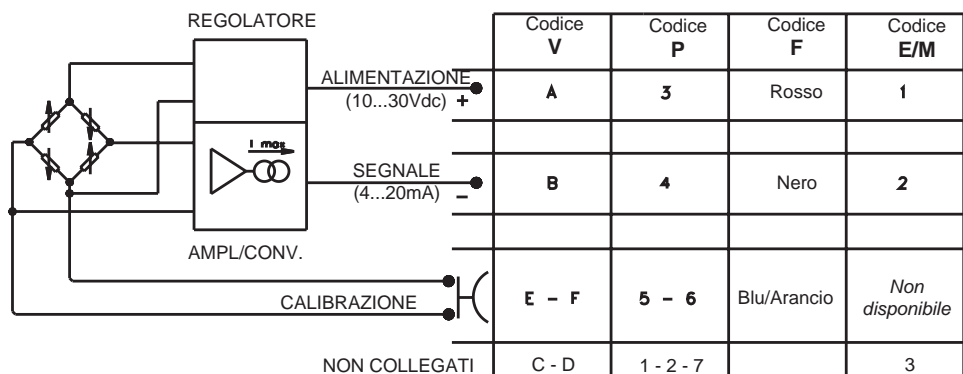 REGOLATORE
Codice Codice Codice Codice
V P F E/M
ALIMENTAZIONE
(10...30Vdc) + A 3 Rosso 1
I max
SEGNALE
(4...20mA) – B 4 Nero 2
AMPL/CONV.
CALIBRAZIONE E – F 5 – 6 Blu/Arancio Non
disponibile
NON COLLEGATI C - D 1 - 2 - 7 3